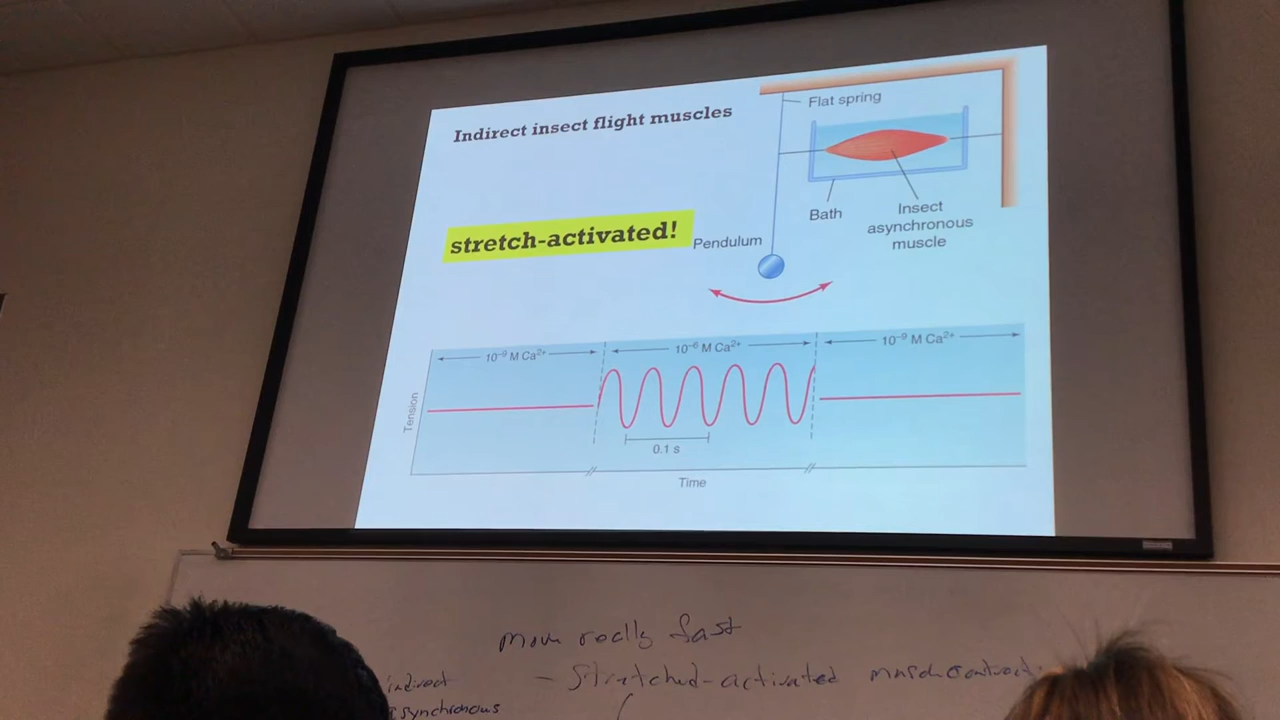 Indirect insect flight muscles
stretch-activated!
Flat spring
Bath
Insect
asynchronous
muscle
Pendulum
10⁻⁹ M Ca²⁺
10⁻⁶ M Ca²⁺
10⁻⁹ M Ca²⁺
Tension
0.1 s
Time
move really fast
- Stretched-activated
indirect